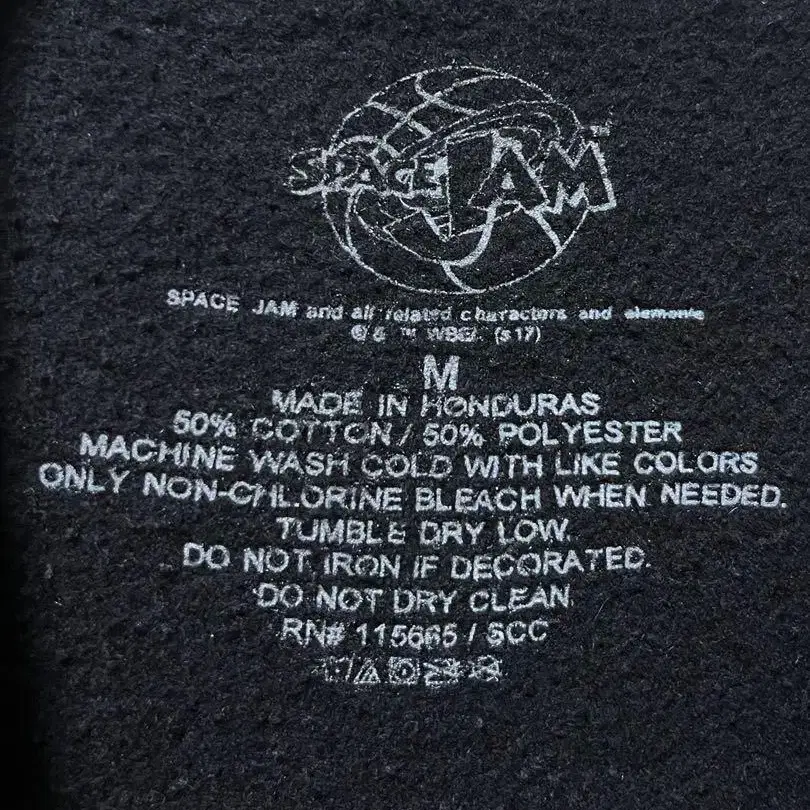 SPACE JAM ™
SPACE JAM and all related characters and elements
© & ™ WBEI. (s17)
M
MADE IN HONDURAS
50% COTTON / 50% POLYESTER
MACHINE WASH COLD WITH LIKE COLORS
ONLY NON-CHLORINE BLEACH WHEN NEEDED.
TUMBLE DRY LOW.
DO NOT IRON IF DECORATED.
DO NOT DRY CLEAN
RN# 115665 / SCC